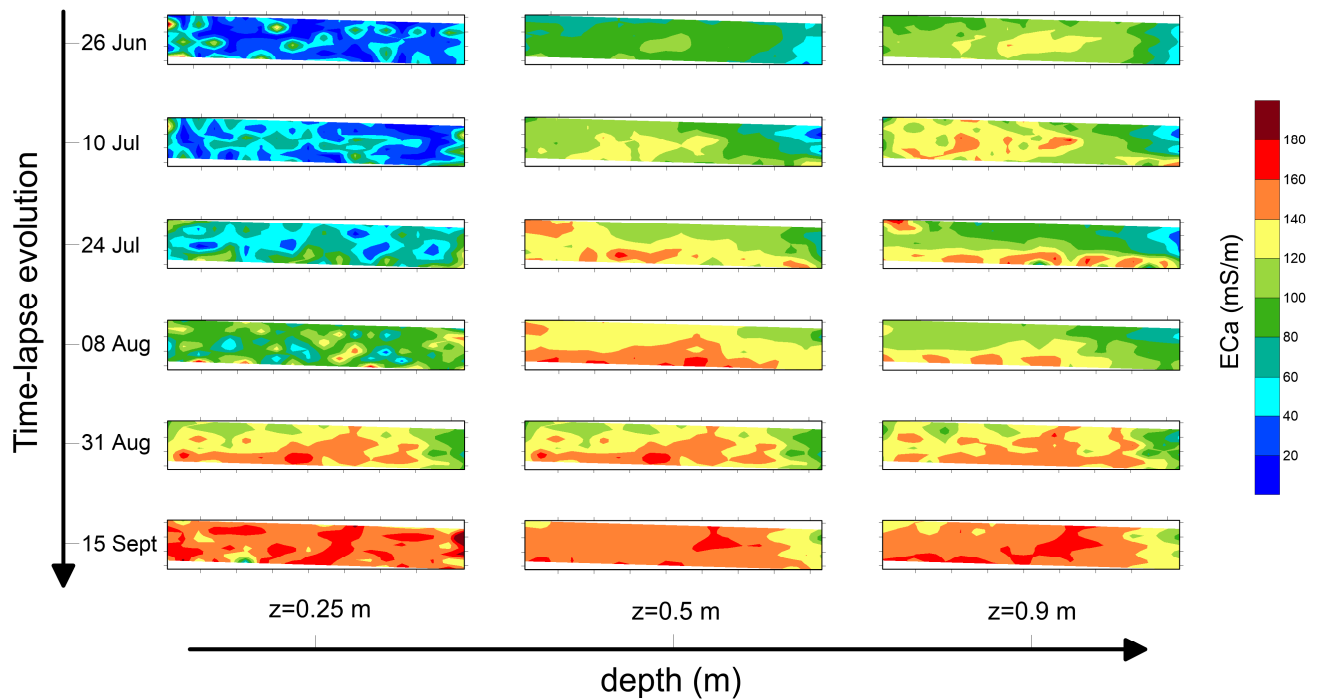 Time-lapse evolution
26 Jun
10 Jul
24 Jul
08 Aug
31 Aug
15 Sept
z=0.25 m
z=0.5 m
z=0.9 m
depth (m)
ECa (mS/m)
180
160
140
120
100
80
60
40
20